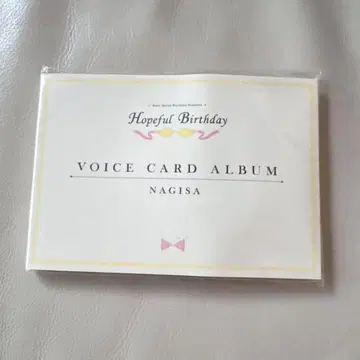 Hopeful Birthday
VOICE CARD ALBUM
NAGISA